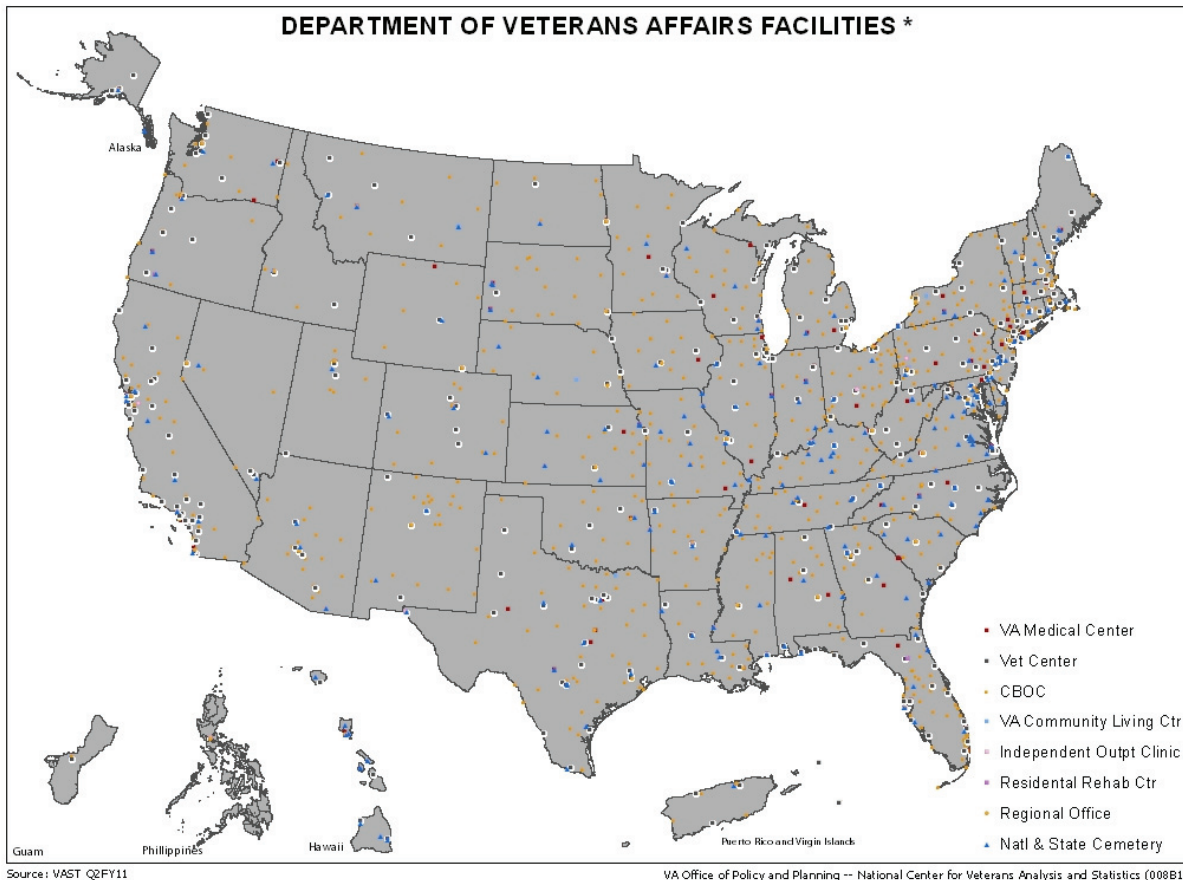 DEPARTMENT OF VETERANS AFFAIRS FACILITIES *
Alaska
VA Medical Center
Vet Center
CBOC
VA Community Living Ctr
Independent Outpt Clinic
Residental Rehab Ctr
Regional Office
Natl & State Cemetery
Guam
Phillippines
Hawaii
Puerto Rico and Virgin Islands
Source: VAST Q2FY11
VA Office of Policy and Planning -- National Center for Veterans Analysis and Statistics (008B1